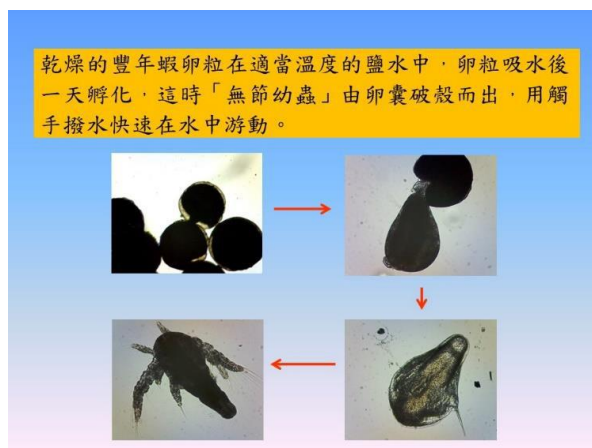 乾燥的豐年蝦卵粒在適當溫度的鹽水中，卵粒吸水後
一天孵化，這時「無節幼蟲」由卵囊破殼而出，用觸
手撥水快速在水中游動。